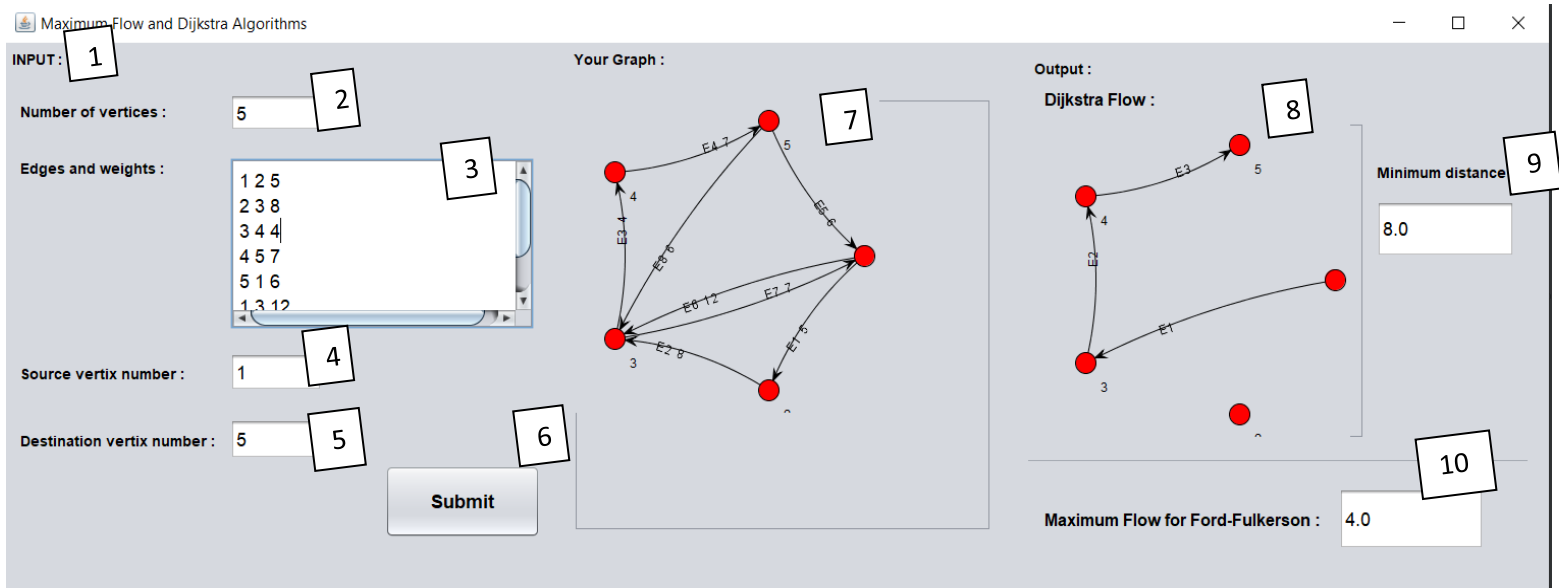 Maximum Flow and Dijkstra Algorithms
INPUT :
1
Number of vertices :
5
2
Edges and weights :
3
1 2 5
2 3 8
3 4 4
4 5 7
5 1 6
1 3 12
Source vertix number :
1
4
Destination vertix number :
5
5
6
Submit
Your Graph :
7
E4 7
5
4
E3 4
E8 6
E5 6
E6 12
E7 7
E2 8
E1 5
3
Output :
Dijkstra Flow :
8
E3
5
4
E2
E1
3
9
Minimum distance
8.0
10
Maximum Flow for Ford-Fulkerson :
4.0